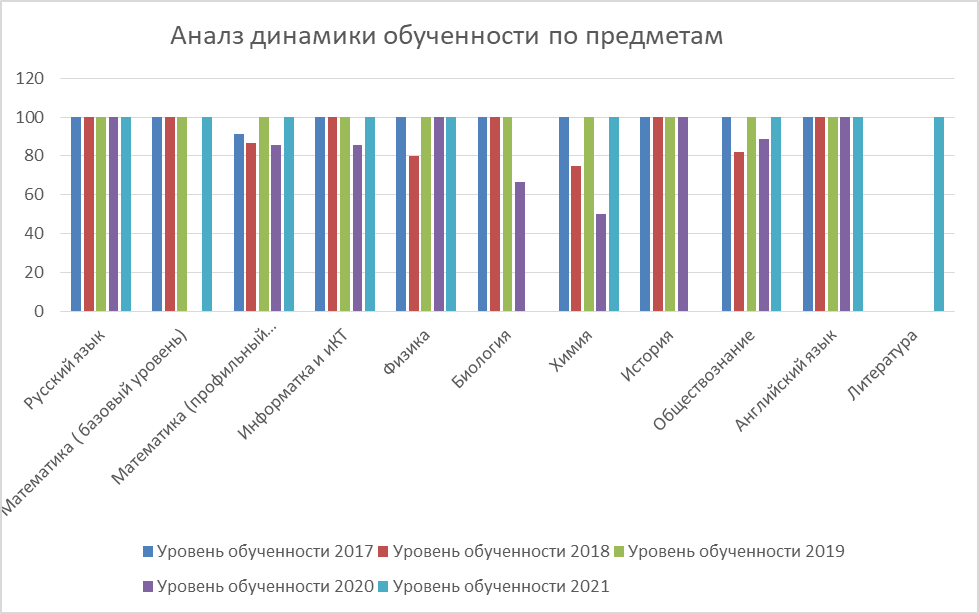 Аналз динамики обученности по предметам
120
100
80
60
40
20
0
Русский язык
Математика ( базовый уровень)
Математика (профильный…
Информатка и иКТ
Физика
Биология
Химия
История
Обществознание
Английский язык
Литература
Уровень обученности 2017 Уровень обученности 2018 Уровень обученности 2019
Уровень обученности 2020 Уровень обученности 2021